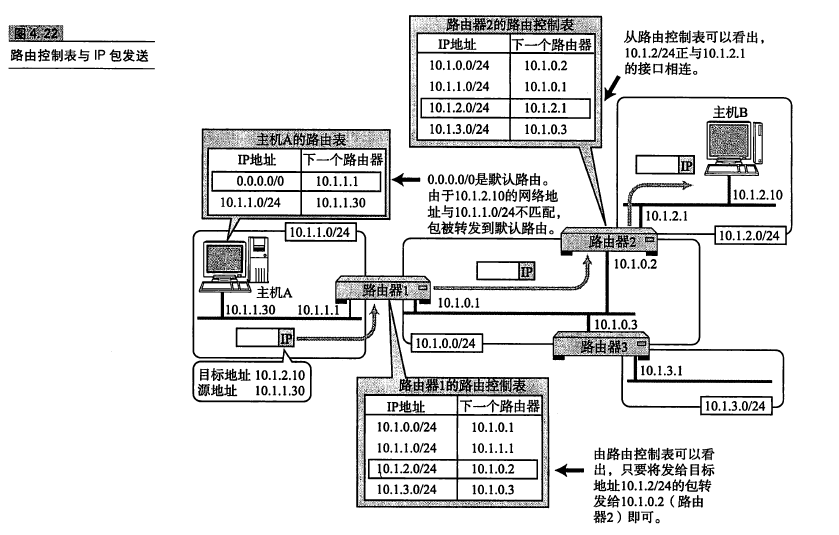 图4.22
路由控制表与 IP 包发送
路由器2的路由控制表
IP地址 下一个路由器
10.1.0.0/24 10.1.0.2
10.1.1.0/24 10.1.0.1
10.1.2.0/24 10.1.2.1
10.1.3.0/24 10.1.0.3
从路由控制表可以看出，
10.1.2/24正与10.1.2.1
的接口相连。
主机A的路由表
IP地址 下一个路由器
0.0.0.0/0 10.1.1.1
10.1.1.0/24 10.1.1.30
0.0.0.0/0是默认路由。
由于10.1.2.10的网络地
址与10.1.1.0/24不匹配，
包被转发到默认路由。
主机B
IP
10.1.2.10
10.1.2.1
10.1.2.0/24
路由器2
10.1.0.2
10.1.1.0/24
主机A
10.1.1.30
10.1.1.1
IP
目标地址 10.1.2.10
源地址 10.1.1.30
路由器1
IP
10.1.0.1
10.1.0.0/24
10.1.0.3
路由器3
10.1.3.1
10.1.3.0/24
路由器1的路由控制表
IP地址 下一个路由器
10.1.0.0/24 10.1.0.1
10.1.1.0/24 10.1.1.1
10.1.2.0/24 10.1.0.2
10.1.3.0/24 10.1.0.3
由路由控制表可以看
出，只要将发给目标
地址10.1.2/24的包转
发给10.1.0.2（路由
器2）即可。